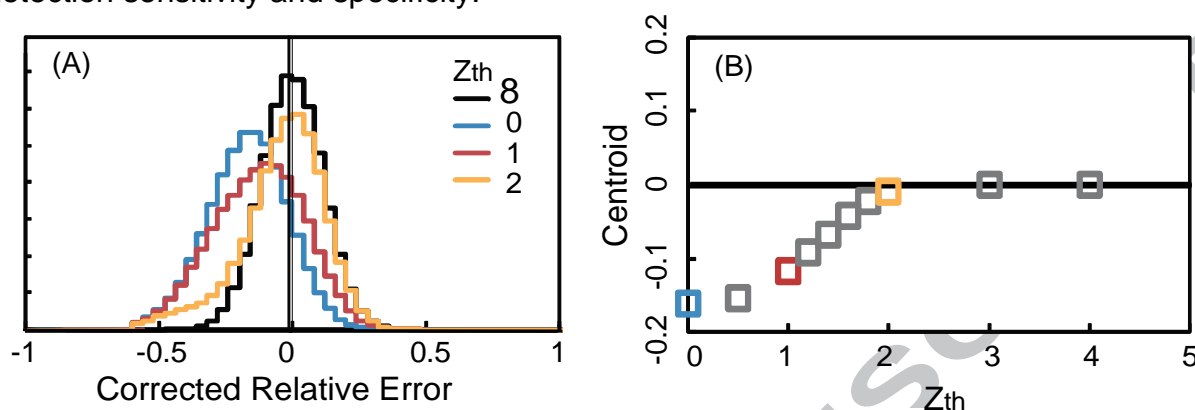 detection sensitivity and specificity.
(A)
Zth
8
0
1
2
-1 -0.5 0 0.5 1
Corrected Relative Error
(B)
Centroid
0.2
0.1
0
-0.1
-0.2
0 1 2 3 4 5
Zth